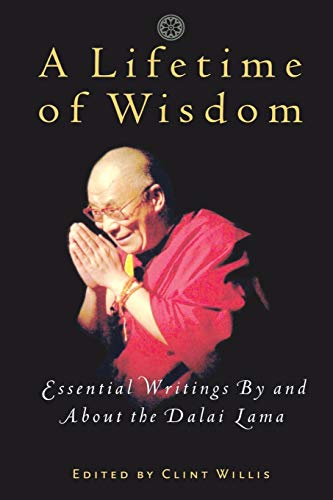 A Lifetime
of Wisdom
Essential Writings By and
About the Dalai Lama
Edited by Clint Willis